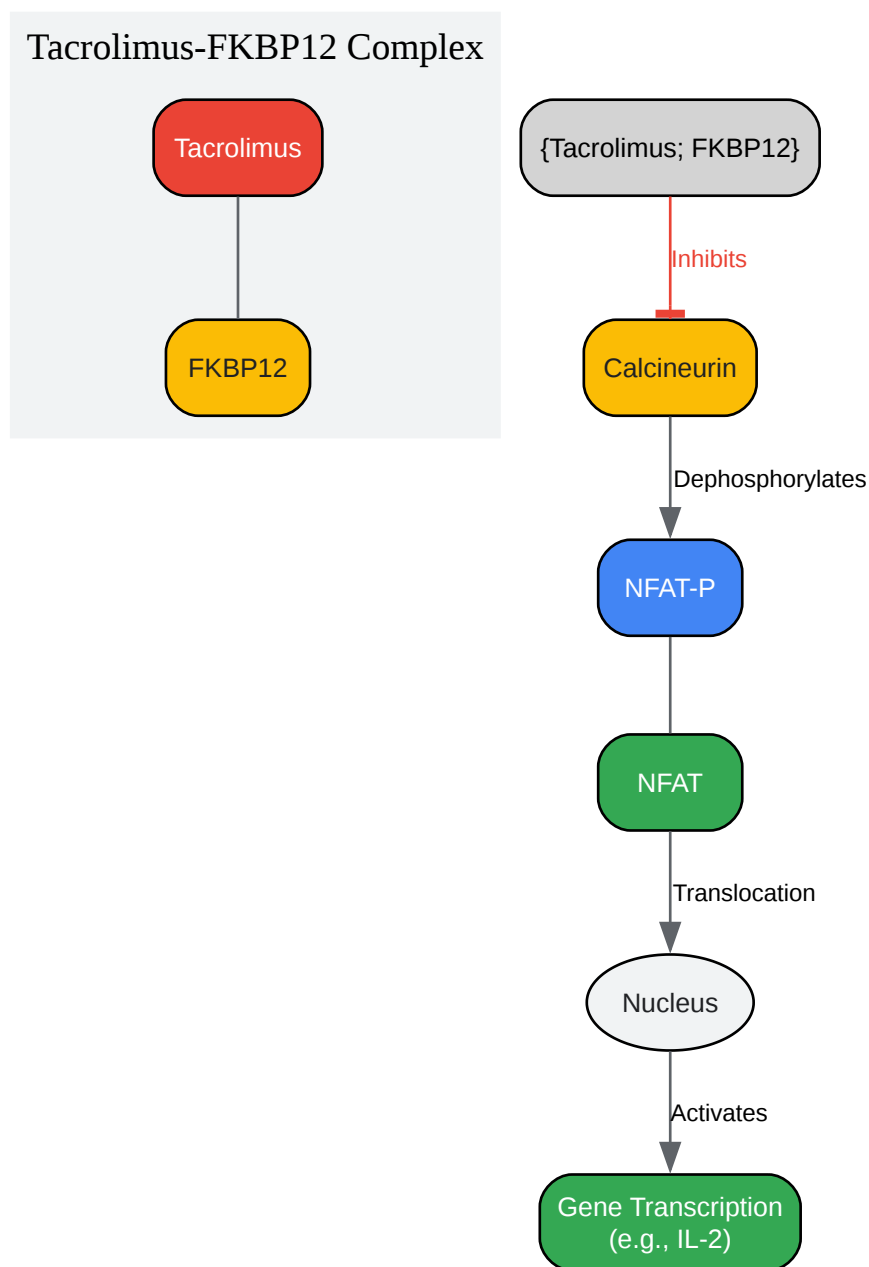 Tacrolimus-FKBP12 Complex
Tacrolimus
FKBP12
{Tacrolimus; FKBP12}
Inhibits
Calcineurin
Dephosphorylates
NFAT-P
NFAT
Translocation
Nucleus
Activates
Gene Transcription
(e.g., IL-2)